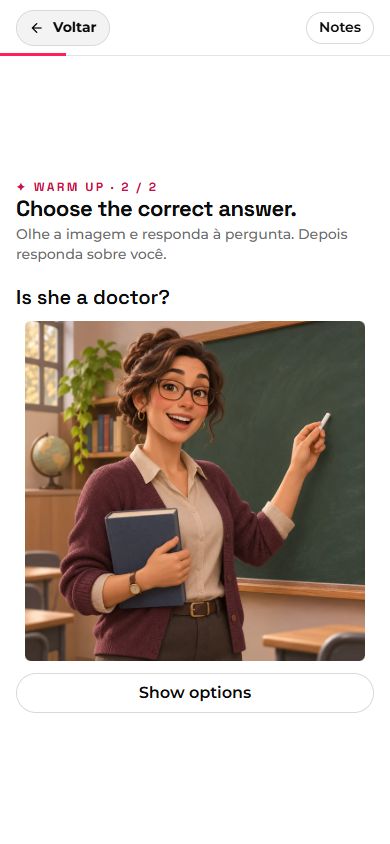 ← Voltar
Notes
✦ WARM UP · 2 / 2
Choose the correct answer.
Olhe a imagem e responda à pergunta. Depois
responda sobre você.
Is she a doctor?
Show options